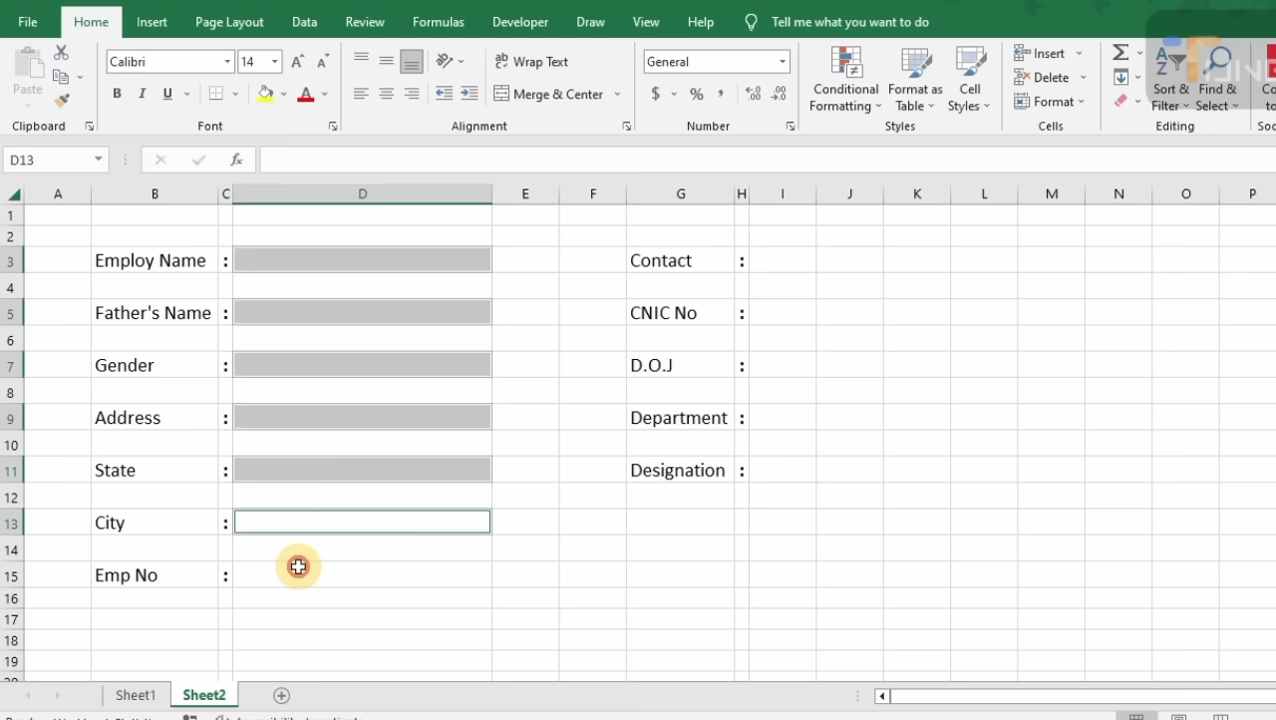 File Home Insert Page Layout Data Review Formulas Developer Draw View Help Tell me what you want to do
Calibri 14 Wrap Text General Insert
Paste Merge & Center $ % , Conditional Formatting Format as Table Cell Styles Delete Sort & Filter Find & Select
Format
Clipboard Font Alignment Number Styles Cells Editing
D13 fx
A B C D E F G H I J K L M N O P
1
2
3 Employ Name : Contact :
4
5 Father's Name : CNIC No :
6
7 Gender : D.O.J :
8
9 Address : Department :
10
11 State : Designation :
12
13 City :
14
15 Emp No :
16
17
18
19
Sheet1 Sheet2